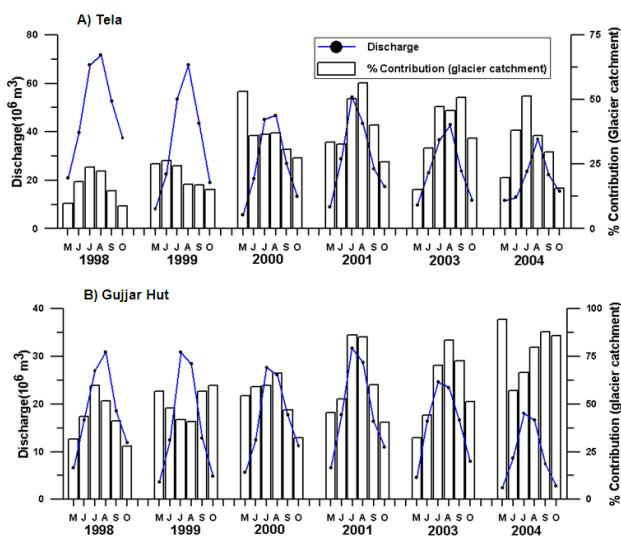 A) Tela
80
60
40
20
0
Discharge(10⁶ m³)
75
50
25
0
% Contribution (Glacier catchment)
Discharge
% Contribution (glacier catchment)
M J J A S O M J J A S O M J J A S O M J J A S O M J J A S O M J J A S O
1998 1999 2000 2001 2003 2004
B) Gujjar Hut
40
30
20
10
0
Discharge(10⁶ m³)
100
75
50
25
0
% Contribution (glacier catchment)
M J J A S O M J J A S O M J J A S O M J J A S O M J J A S O M J J A S O
1998 1999 2000 2001 2003 2004